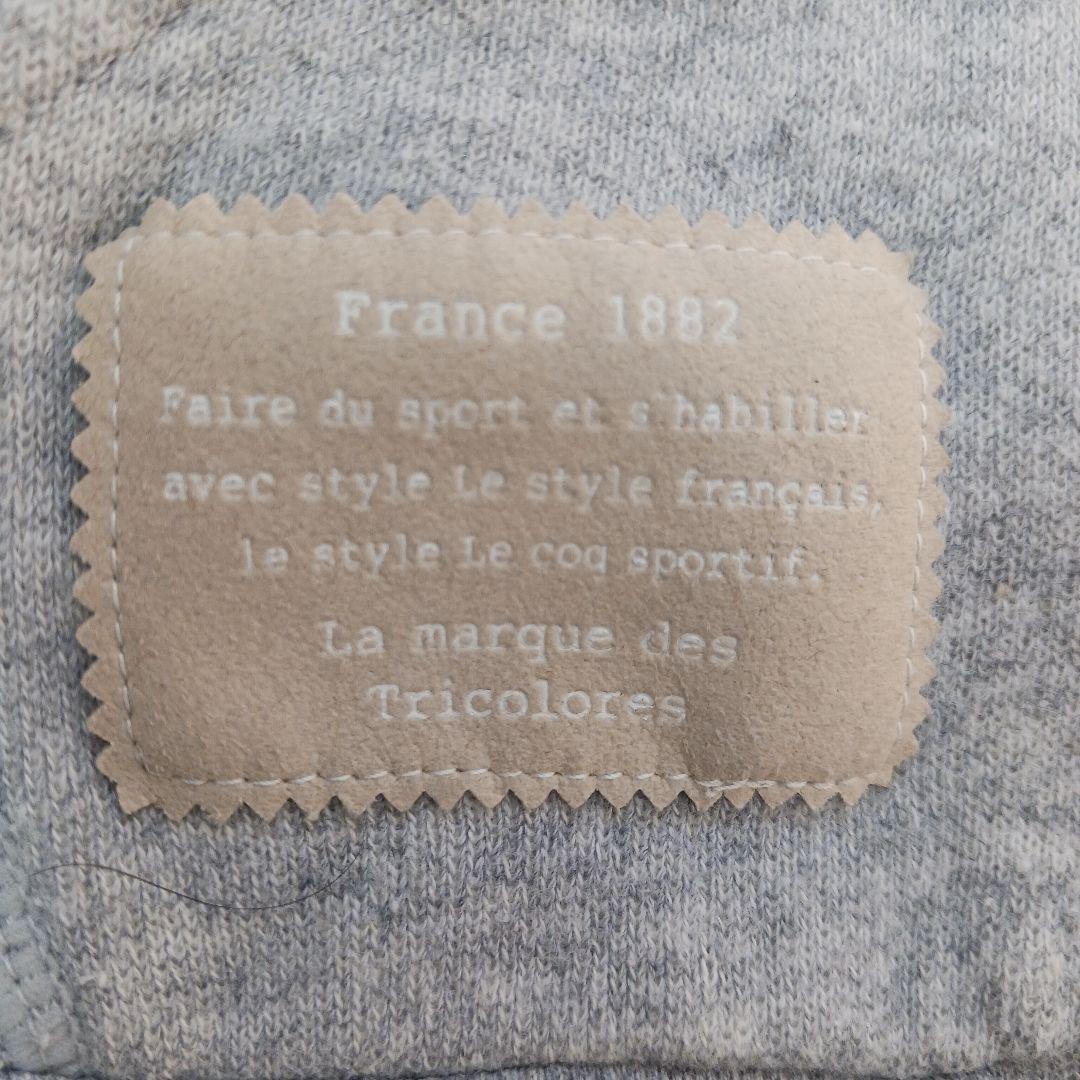 France 1882
Faire du sport et s'habiller
avec style Le style français,
le style Le coq sportif.
La marque des
Tricolores